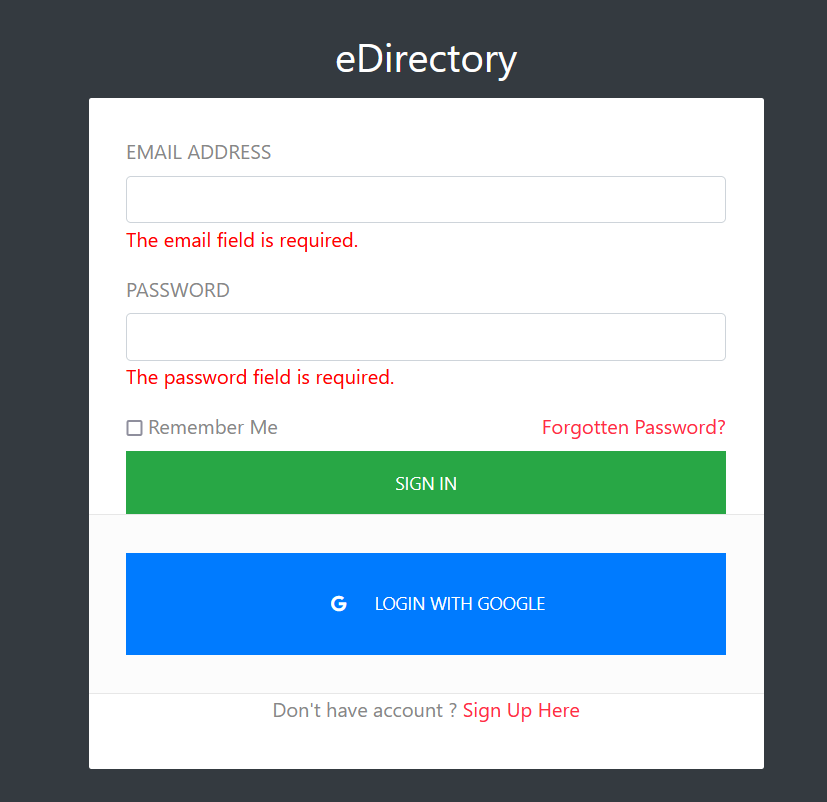 eDirectory
EMAIL ADDRESS
The email field is required.
PASSWORD
The password field is required.
Remember Me Forgotten Password?
SIGN IN
G LOGIN WITH GOOGLE
Don't have account ? Sign Up Here